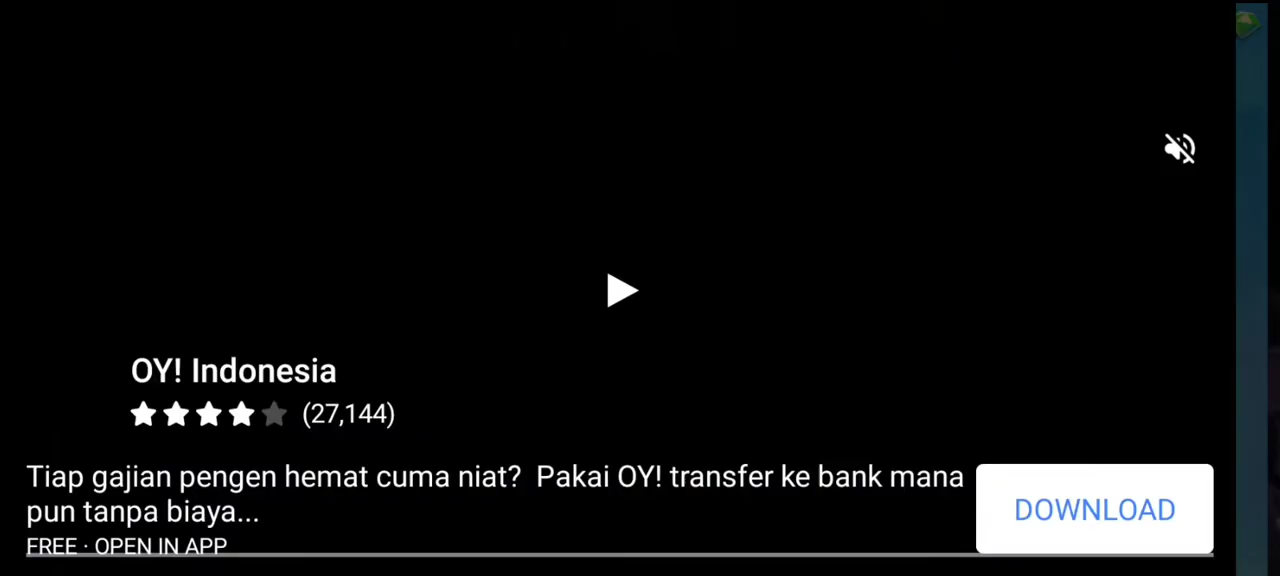 OY! Indonesia
(27,144)
Tiap gajian pengen hemat cuma niat?  Pakai OY! transfer ke bank mana
pun tanpa biaya...
DOWNLOAD
FREE · OPEN IN APP